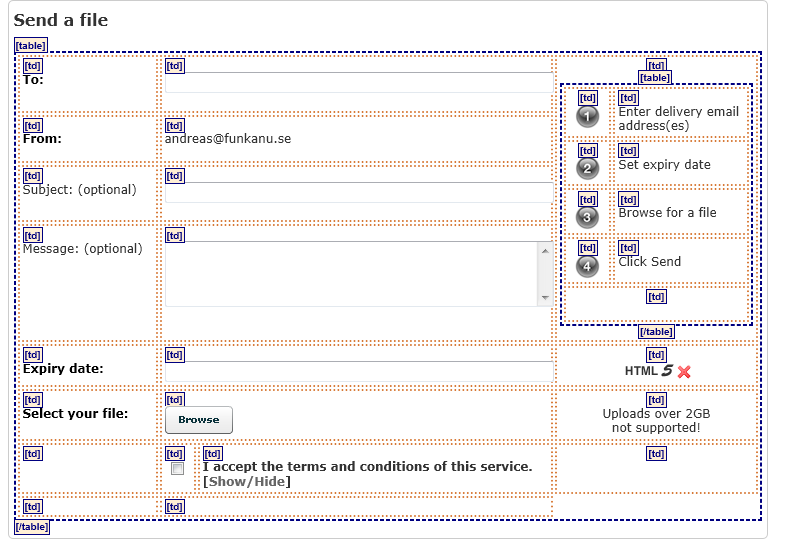 Send a file
[table]
[td] [td] [td]
To:
[table]
[td] [td]
1 Enter delivery email
address(es)
[td] [td]
From: andreas@funkanu.se
[td] [td]
2 Set expiry date
[td] [td]
Subject: (optional)
[td] [td]
3 Browse for a file
[td] [td]
Message: (optional)
[td] [td]
4 Click Send
[td]
[/table]
[td] [td] [td]
Expiry date: HTML 5
[td] [td] [td]
Select your file: Browse
Uploads over 2GB
not supported!
[td] [td] [td] [td]
I accept the terms and conditions of this service.
[Show/Hide]
[td] [td]
[/table]